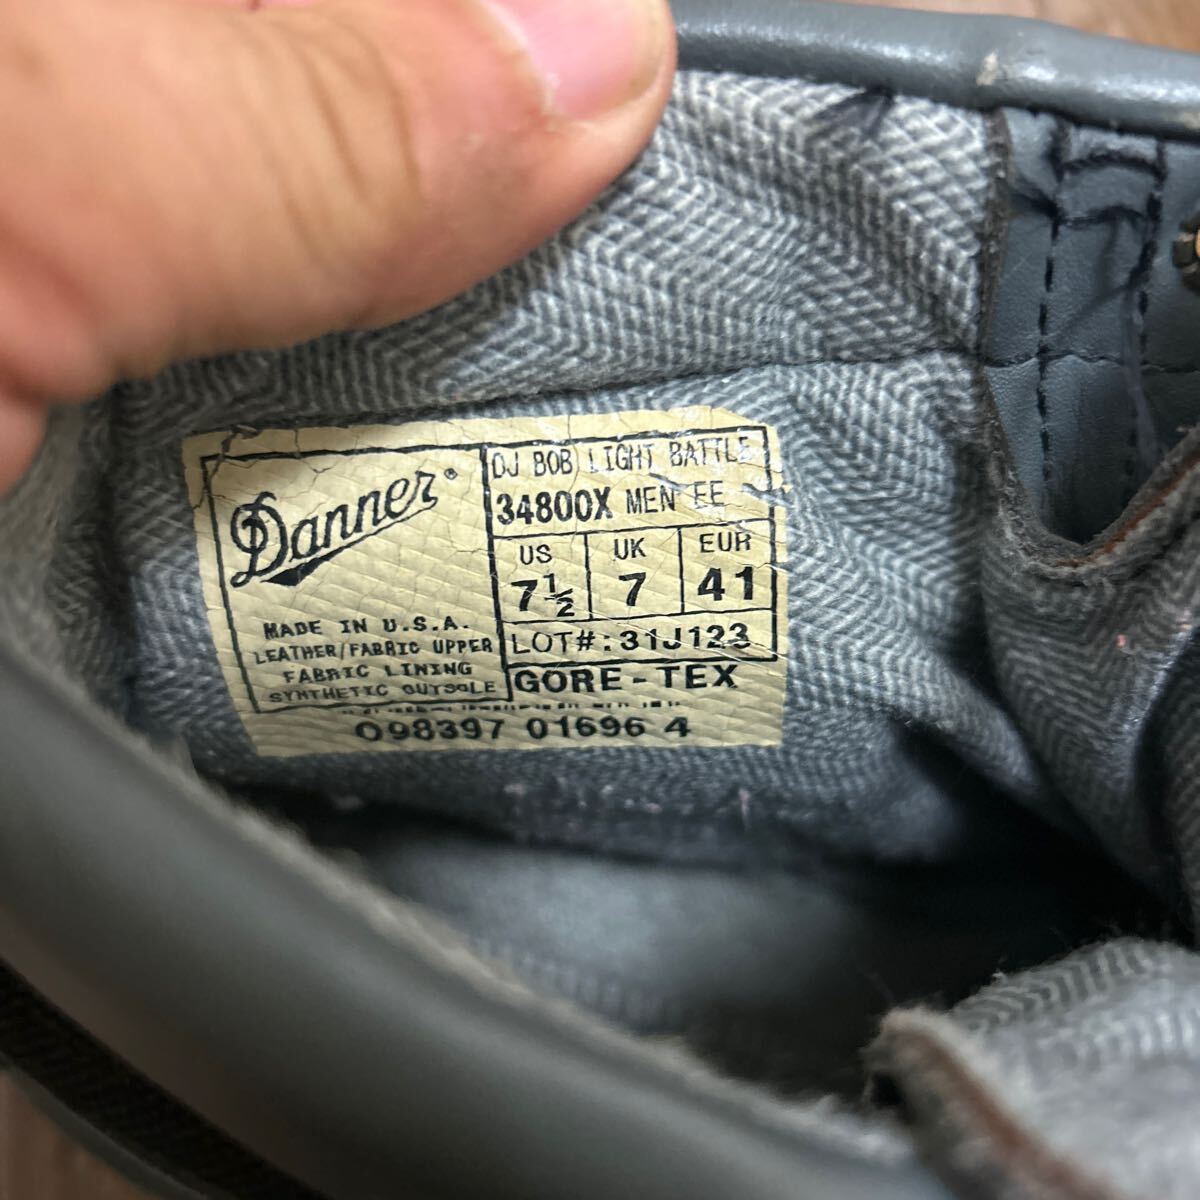 Danner®
MADE IN U.S.A.
LEATHER/FABRIC UPPER
FABRIC LINING
SYNTHETIC OUTSOLE
DJ BOB LIGHT BATTLE
34800X MEN EE
US UK EUR
7½ 7 41
LOT#: 31J123
GORE-TEX
098397 01696 4